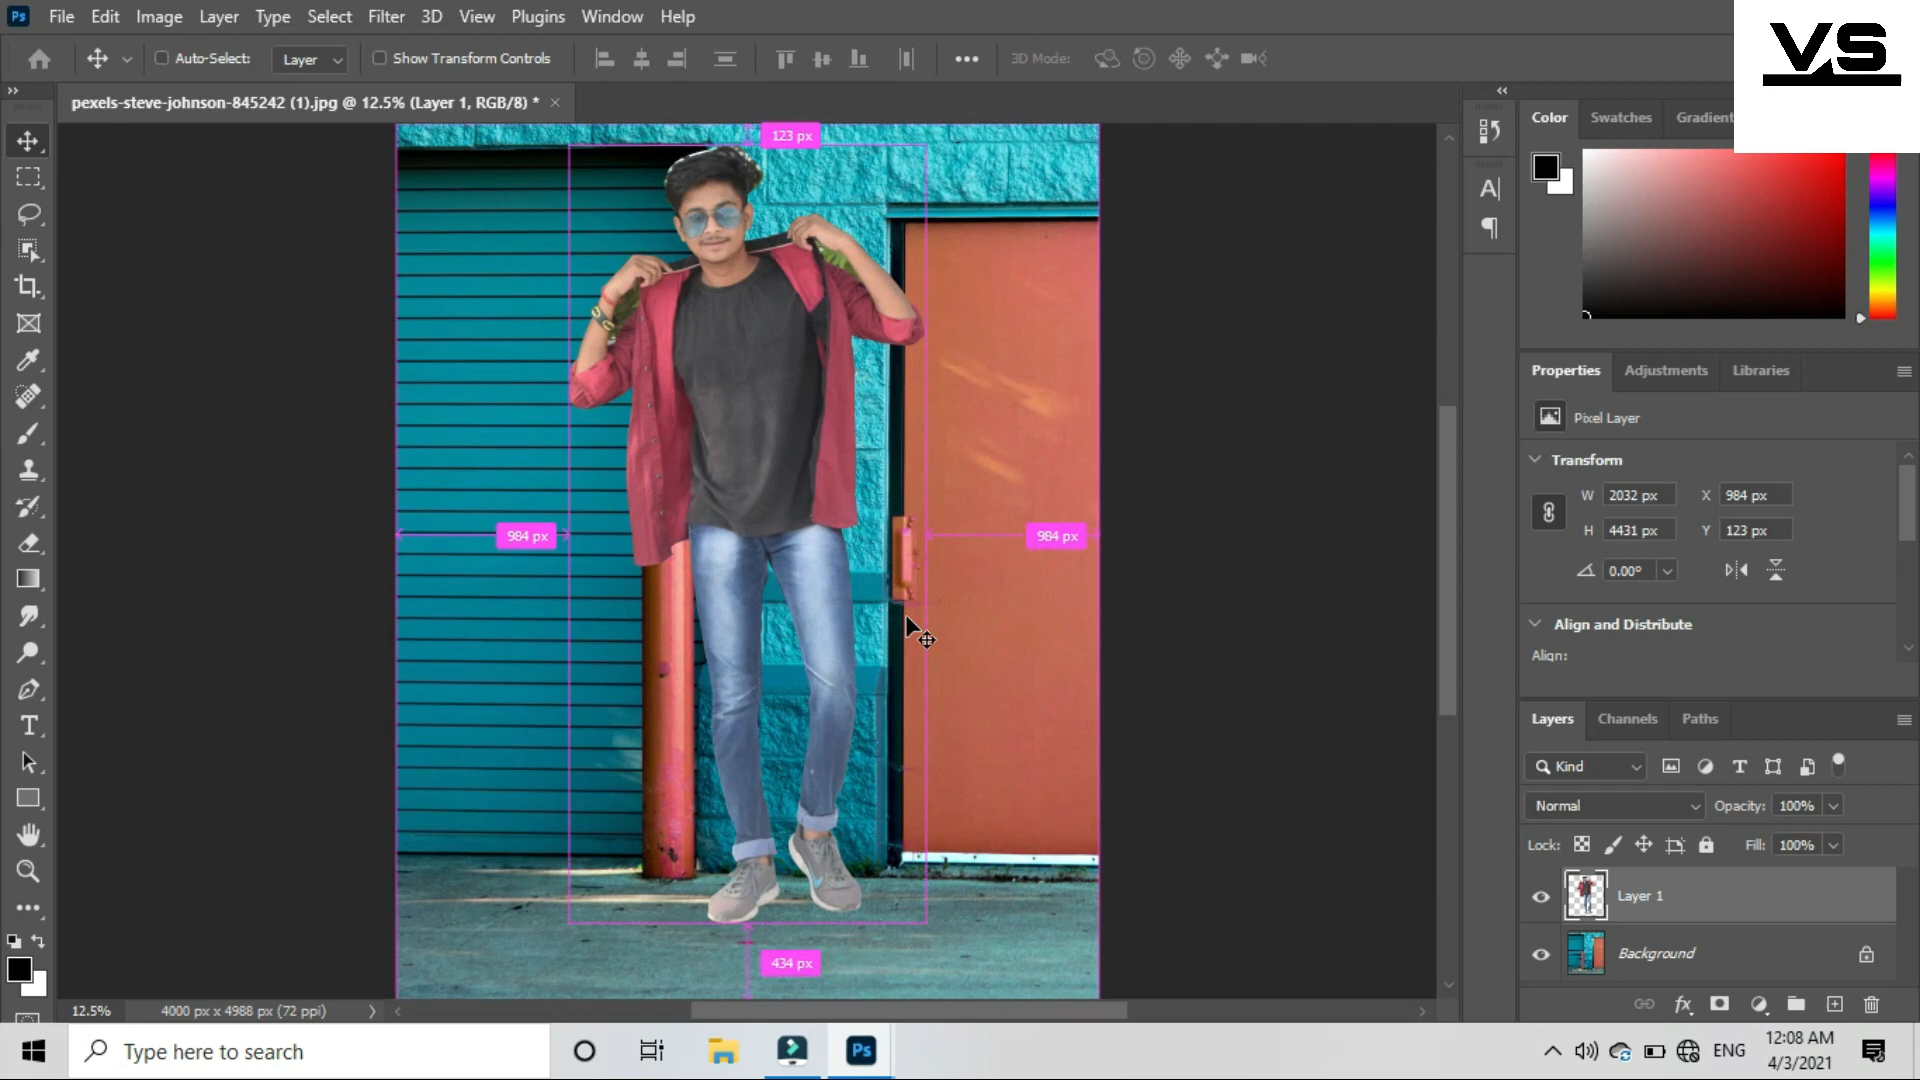 Ps File Edit Image Layer Type Select Filter 3D View Plugins Window Help
VS
Auto-Select: Layer Show Transform Controls 3D Mode:
pexels-steve-johnson-845242 (1).jpg @ 12.5% (Layer 1, RGB/8) *
Color Swatches Gradient
123 px
984 px
984 px
434 px
Properties Adjustments Libraries
Pixel Layer
Transform
W 2032 px X 984 px
H 4431 px Y 123 px
0.00°
Align and Distribute
Align:
Layers Channels Paths
Kind
Normal Opacity: 100%
Lock: Fill: 100%
Layer 1
Background
12.5% 4000 px x 4988 px (72 ppi)
Type here to search
Ps
ENG
12:08 AM
4/3/2021